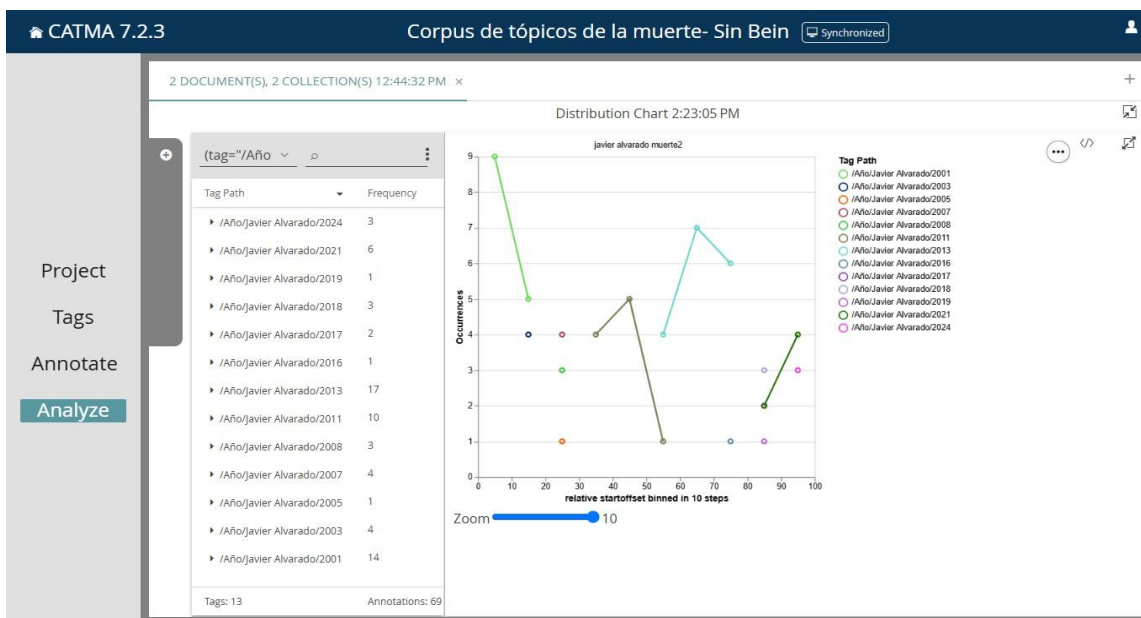 CATMA 7.2.3
Corpus de tópicos de la muerte- Sin Bein
Synchronized
Project
Tags
Annotate
Analyze
2 DOCUMENT(S), 2 COLLECTION(S) 12:44:32 PM ×
Distribution Chart 2:23:05 PM
(tag="/Año
Tag Path Frequency
/Año/Javier Alvarado/2024 3
/Año/Javier Alvarado/2021 6
/Año/Javier Alvarado/2019 1
/Año/Javier Alvarado/2018 3
/Año/Javier Alvarado/2017 2
/Año/Javier Alvarado/2016 1
/Año/Javier Alvarado/2013 17
/Año/Javier Alvarado/2011 10
/Año/Javier Alvarado/2008 3
/Año/Javier Alvarado/2007 4
/Año/Javier Alvarado/2005 1
/Año/Javier Alvarado/2003 4
/Año/Javier Alvarado/2001 14
Tags: 13 Annotations: 69
javier alvarado muerte2
Occurrences
9
8
7
6
5
4
3
2
1
0
0 10 20 30 40 50 60 70 80 90 100
relative startoffset binned in 10 steps
Zoom 10
Tag Path
/Año/Javier Alvarado/2001
/Año/Javier Alvarado/2003
/Año/Javier Alvarado/2005
/Año/Javier Alvarado/2007
/Año/Javier Alvarado/2008
/Año/Javier Alvarado/2011
/Año/Javier Alvarado/2013
/Año/Javier Alvarado/2016
/Año/Javier Alvarado/2017
/Año/Javier Alvarado/2018
/Año/Javier Alvarado/2019
/Año/Javier Alvarado/2021
/Año/Javier Alvarado/2024